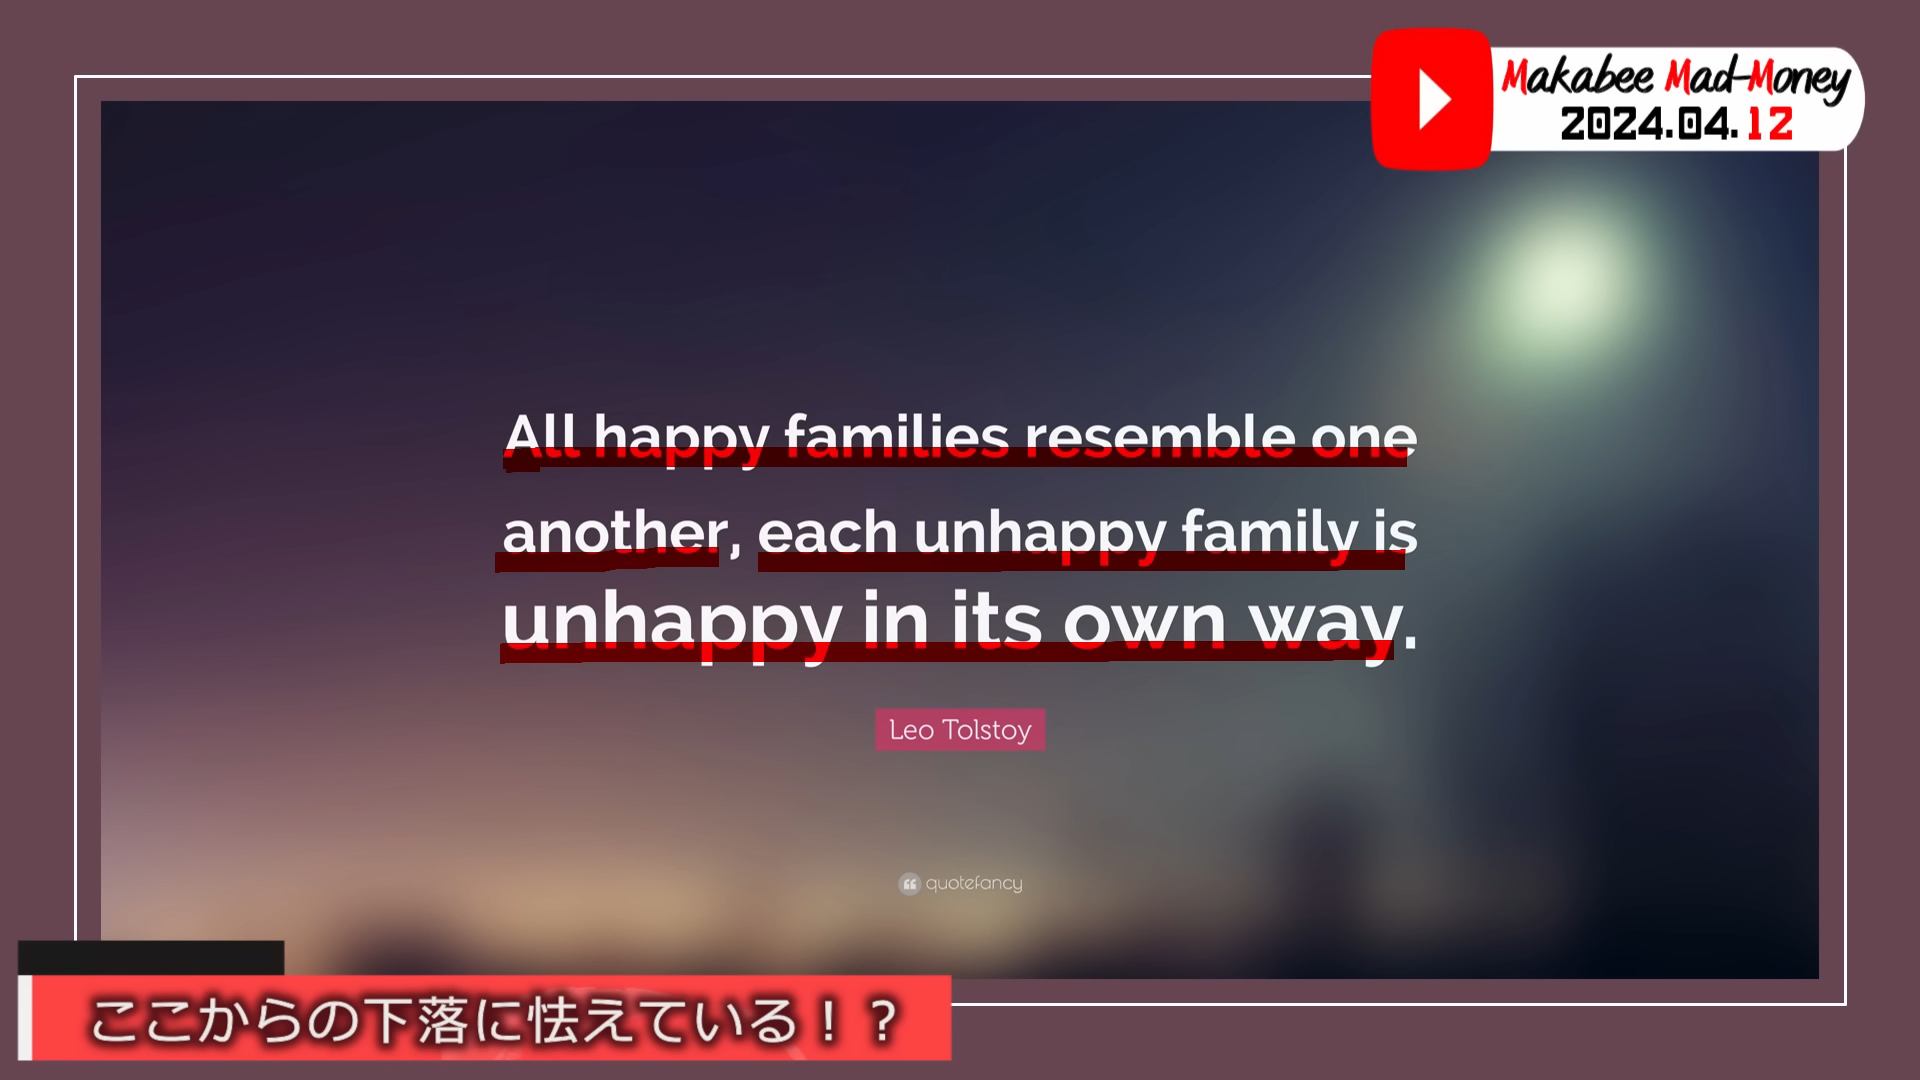 Makabee Mad-Money
2024.04.12
All happy families resemble one
another, each unhappy family is
unhappy in its own way.
Leo Tolstoy
quotefancy
ここからの下落に怯えている！？